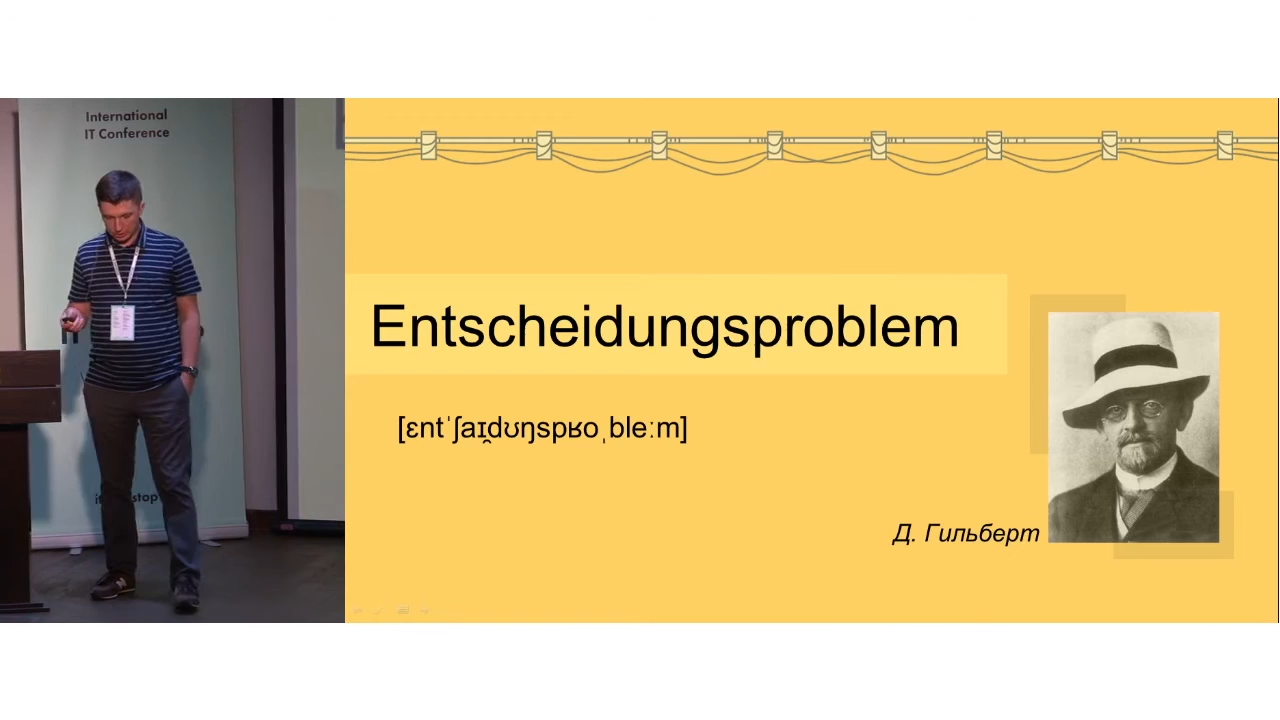 International
IT Conference
Entscheidungsproblem
[ɛntˈʃaɪ̯dʊŋspʁoˌbleːm]
Д. Гильберт